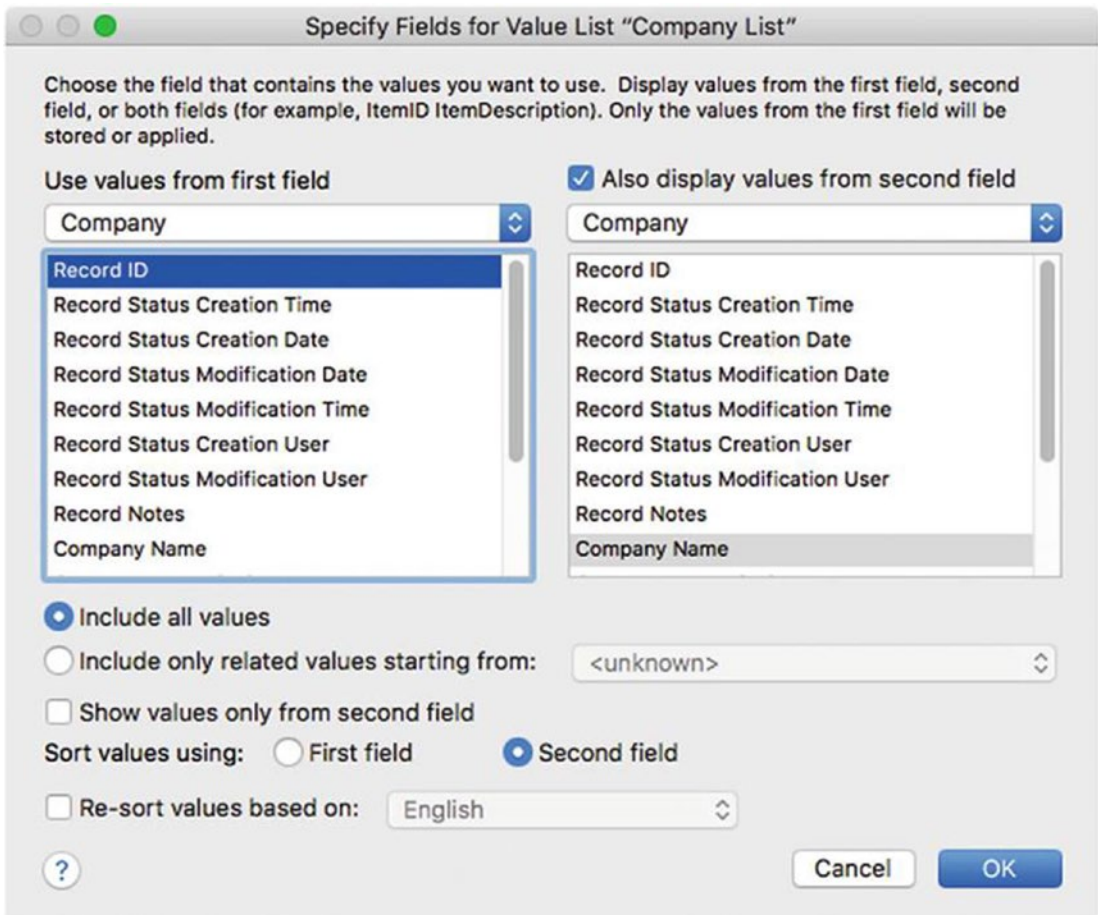 Specify Fields for Value List “Company List”
Choose the field that contains the values you want to use.  Display values from the first field, second
field, or both fields (for example, ItemID ItemDescription). Only the values from the first field will be
stored or applied.
Use values from first field
Also display values from second field
Company
Company
Record ID
Record Status Creation Time
Record Status Creation Date
Record Status Modification Date
Record Status Modification Time
Record Status Creation User
Record Status Modification User
Record Notes
Company Name
Record ID
Record Status Creation Time
Record Status Creation Date
Record Status Modification Date
Record Status Modification Time
Record Status Creation User
Record Status Modification User
Record Notes
Company Name
Include all values
Include only related values starting from:
<unknown>
Show values only from second field
Sort values using:
First field
Second field
Re-sort values based on:
English
?
Cancel
OK